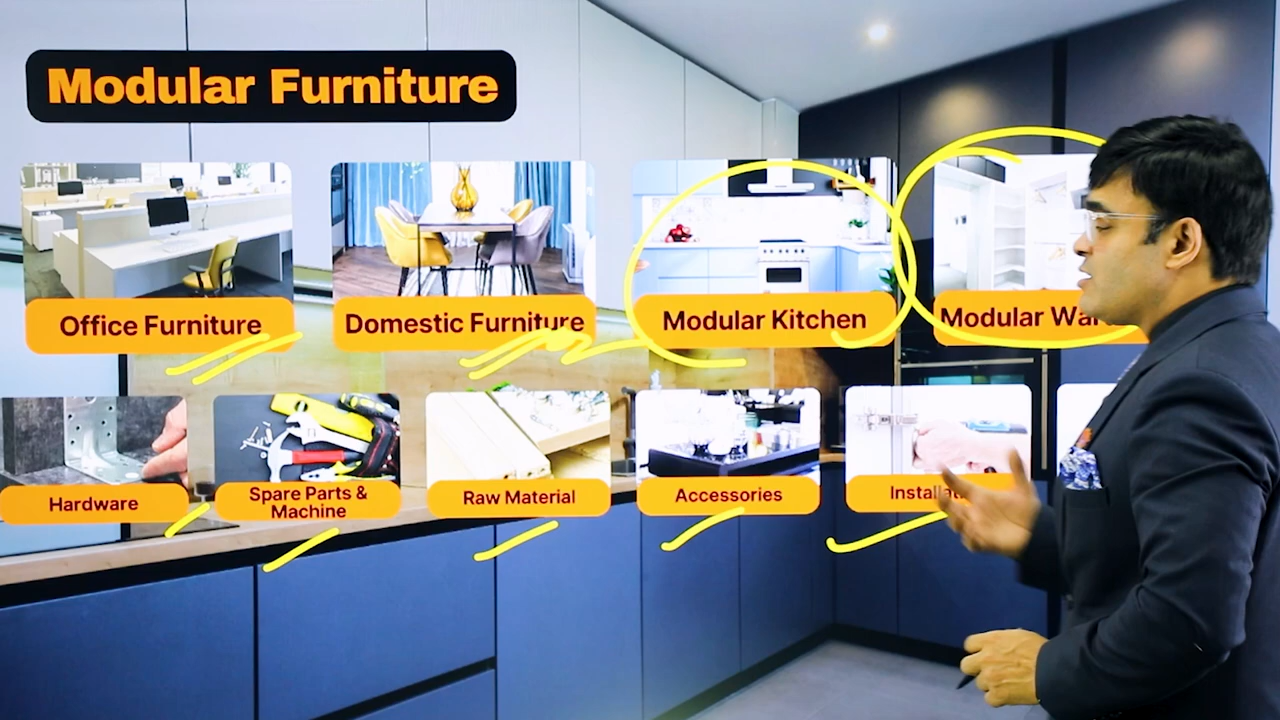 Modular Furniture
Office Furniture
Domestic Furniture
Modular Kitchen
Modular
Hardware
Spare Parts &
Machine
Raw Material
Accessories